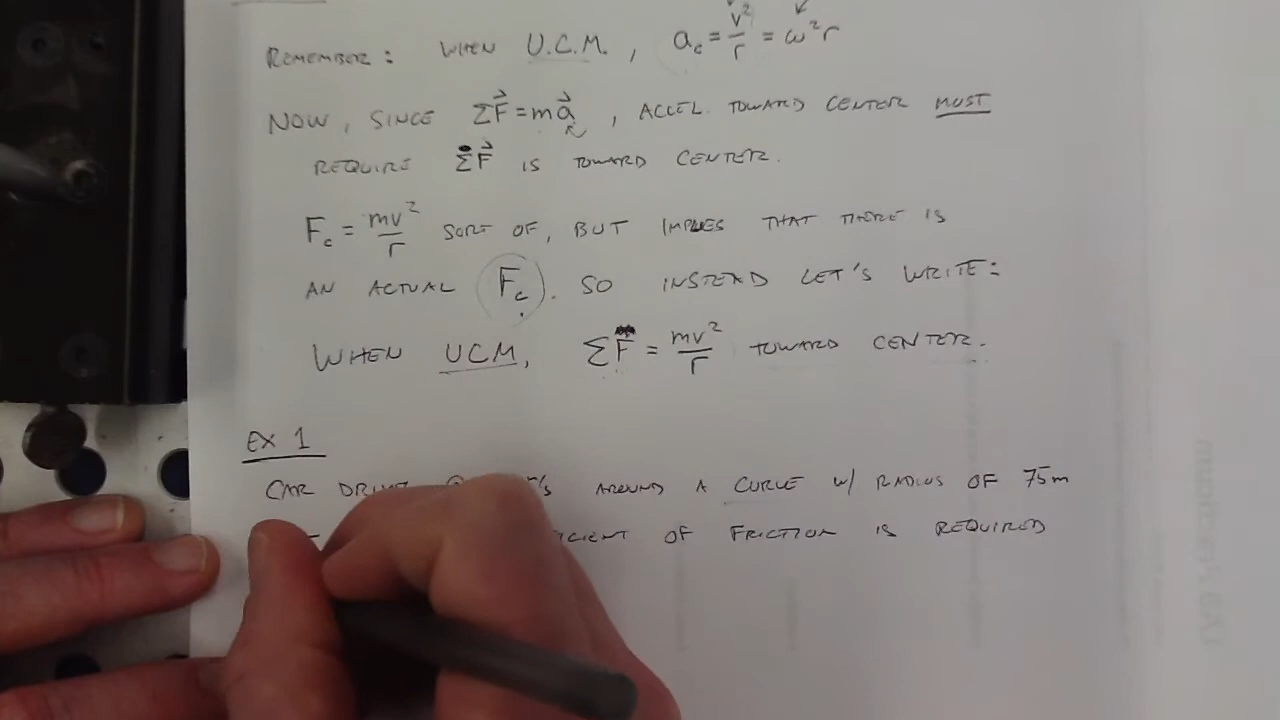 REMEMBER: WHEN U.C.M., a_c = v²/r = ω²r
NOW, SINCE ΣF⃗ = ma⃗, ACCEL. TOWARD CENTER MUST
REQUIRE ΣF⃗ IS TOWARD CENTER.
F_c = mv²/r SORT OF, BUT IMPLIES THAT THERE IS
AN ACTUAL F_c. SO INSTEAD LET'S WRITE:
WHEN UCM, ΣF = mv²/r TOWARD CENTER.
EX 1
CAR AROUND A CURVE W/ RADIUS OF 75m
OF FRICTION IS REQUIRED